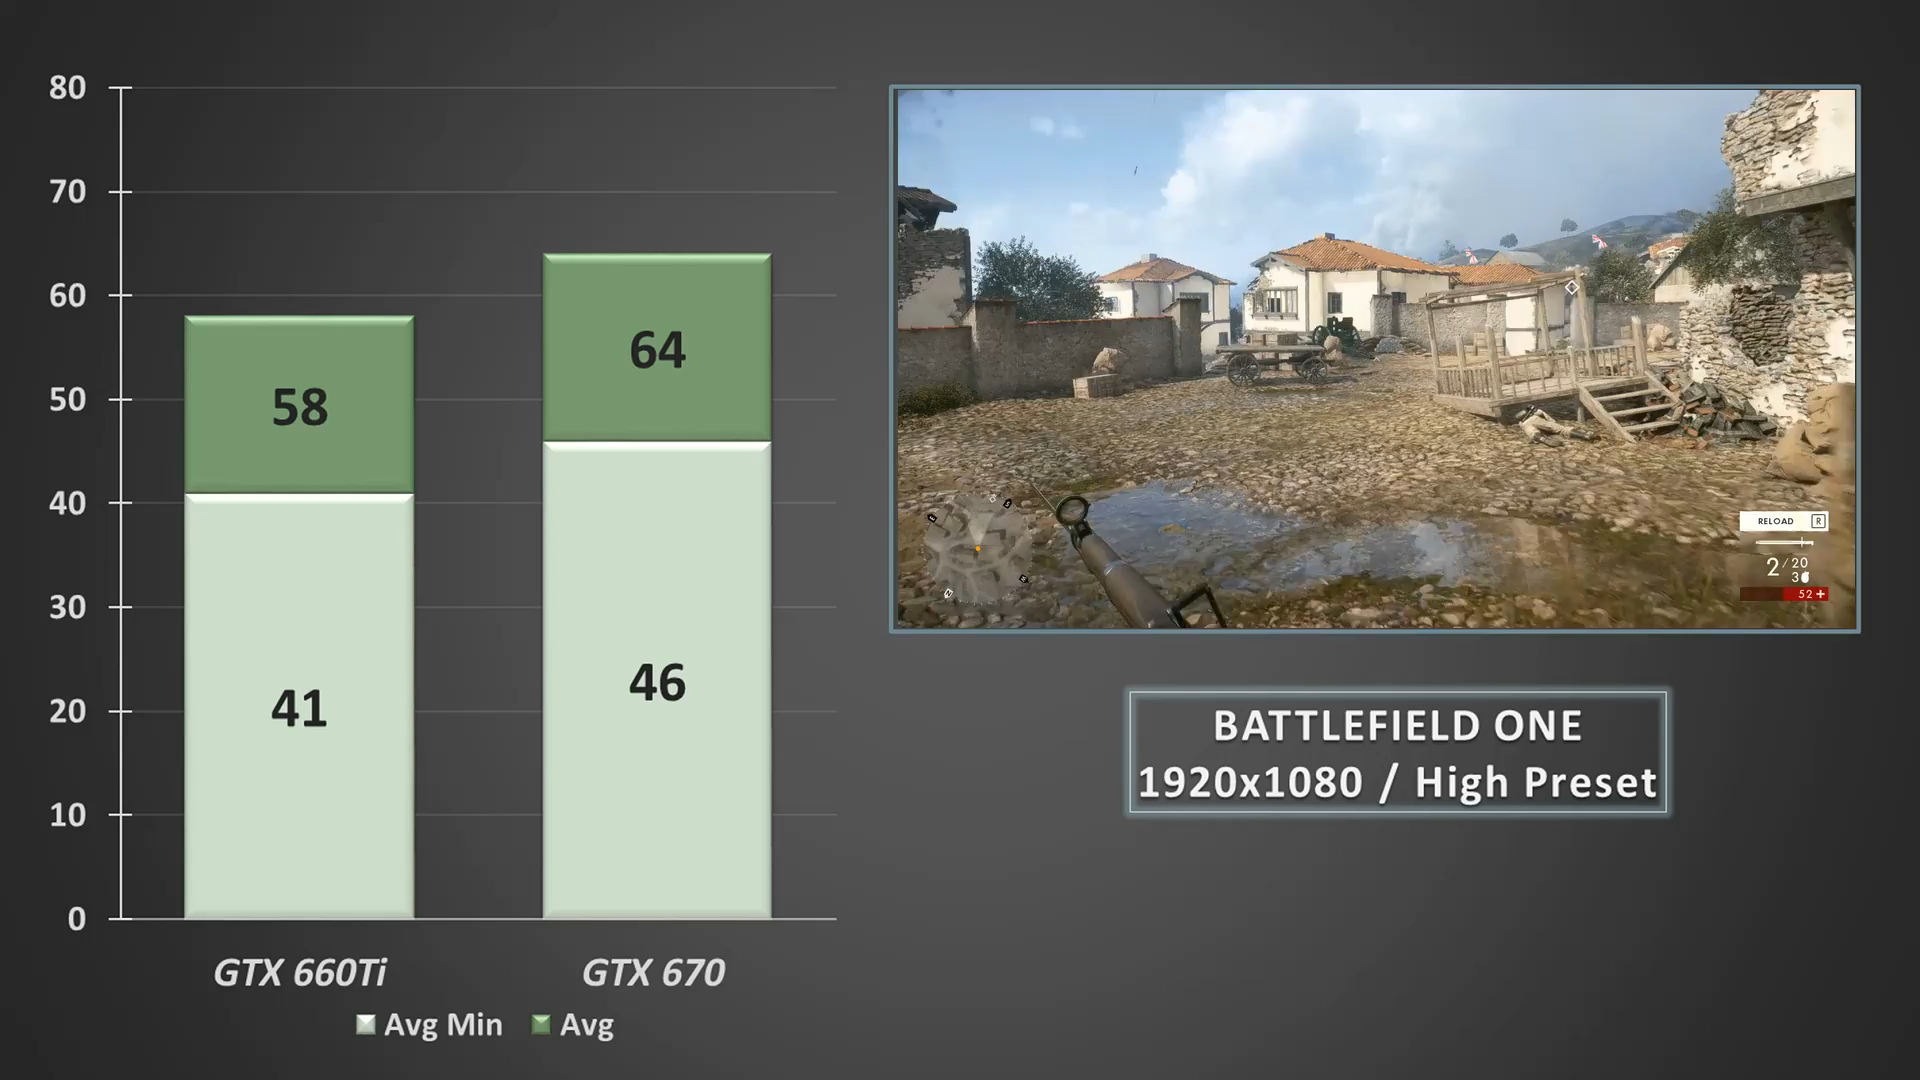 80
70
60
50
40
30
20
10
0
58
41
64
46
GTX 660Ti
GTX 670
Avg Min
Avg
RELOAD R
2/20
3
52+
BATTLEFIELD ONE
1920x1080 / High Preset